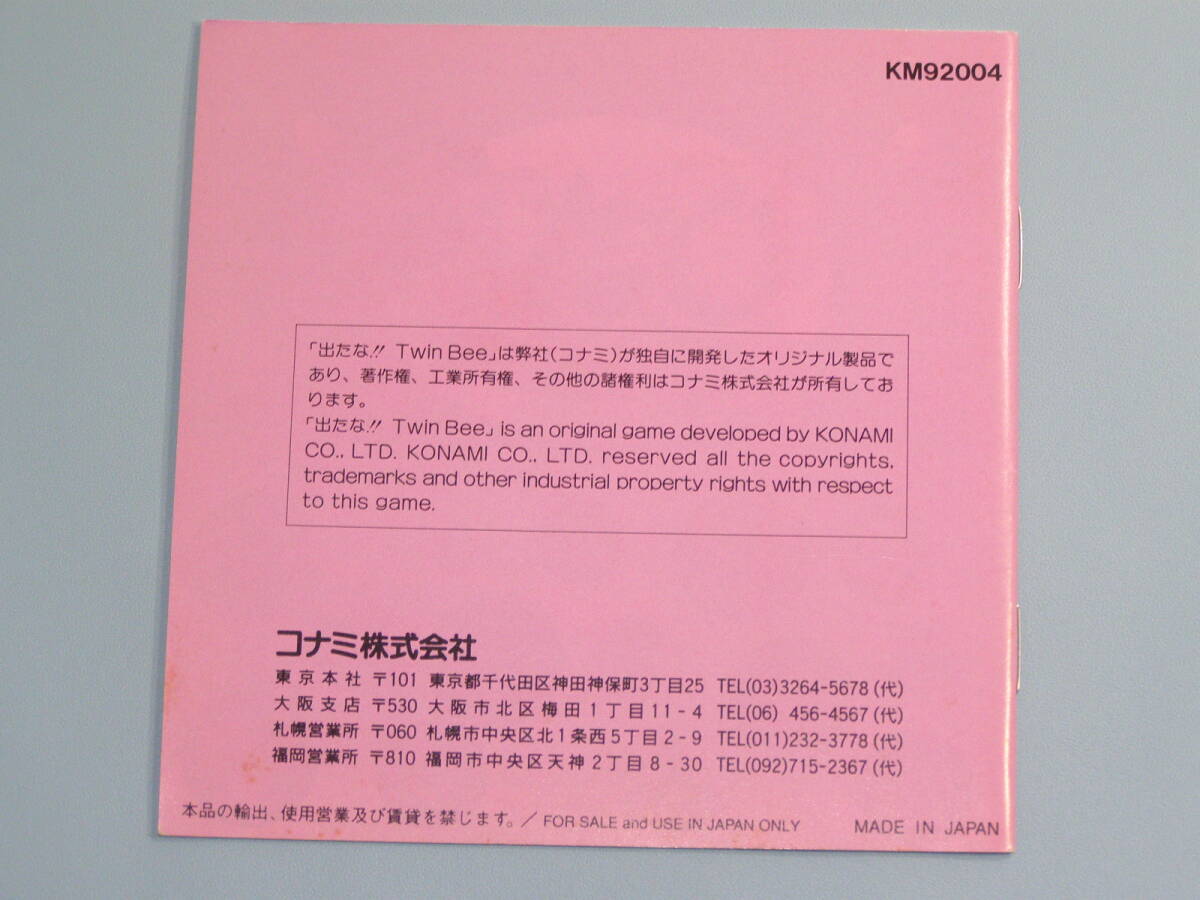 KM92004
「出たな!! Twin Bee」は弊社(コナミ)が独自に開発したオリジナル製品で
あり、著作権、工業所有権、その他の諸権利はコナミ株式会社が所有してお
ります。
「出たな!! Twin Bee」 is an original game developed by KONAMI
CO., LTD. KONAMI CO., LTD. reserved all the copyrights,
trademarks and other industrial property rights with respect
to this game.
コナミ株式会社
東京本社 〒101 東京都千代田区神田神保町3丁目25 TEL(03)3264-5678(代)
大阪支店 〒530 大阪市北区梅田1丁目11-4 TEL(06) 456-4567(代)
札幌営業所 〒060 札幌市中央区北1条西5丁目2-9 TEL(011)232-3778(代)
福岡営業所 〒810 福岡市中央区天神2丁目8-30 TEL(092)715-2367(代)
本品の輸出、使用営業及び賃貸を禁じます。/ FOR SALE and USE IN JAPAN ONLY MADE IN JAPAN